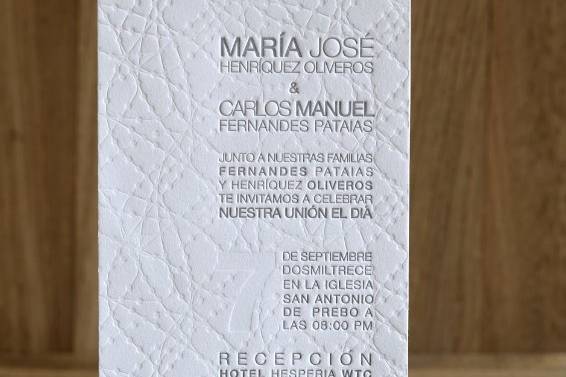 MARÍA JOSÉ
HENRÍQUEZ OLIVEROS
&
CARLOS MANUEL
FERNANDES PATAIAS
JUNTO A NUESTRAS FAMILIAS
FERNANDES PATAIAS
Y HENRÍQUEZ OLIVEROS
TE INVITAMOS A CELEBRAR
NUESTRA UNIÓN EL DIÀ
7
DE SEPTIEMBRE
DOSMILTRECE
EN LA IGLESIA
SAN ANTONIO
DE PREBO A
LAS 08:00 PM
RECEPCIÓN
HOTEL HESPERIA WTC